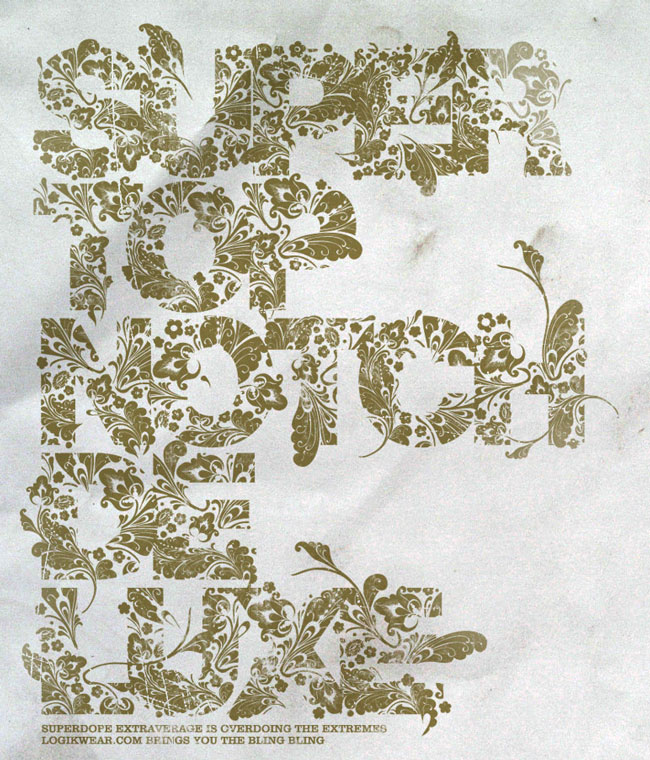 SUPER
TOP
NOTCH
DE
LUXE
SUPERDOPE EXTRAVERAGE IS OVERDOING THE EXTREMES
LOGIKWEAR.COM BRINGS YOU THE BLING BLING